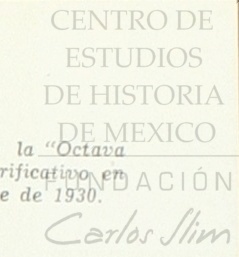 CENTRO DE
ESTUDIOS
DE HISTORIA
DE MEXICO
la "Octava
rificativo en
FUNDACIÓN
e de 1930.
Carlos Slim